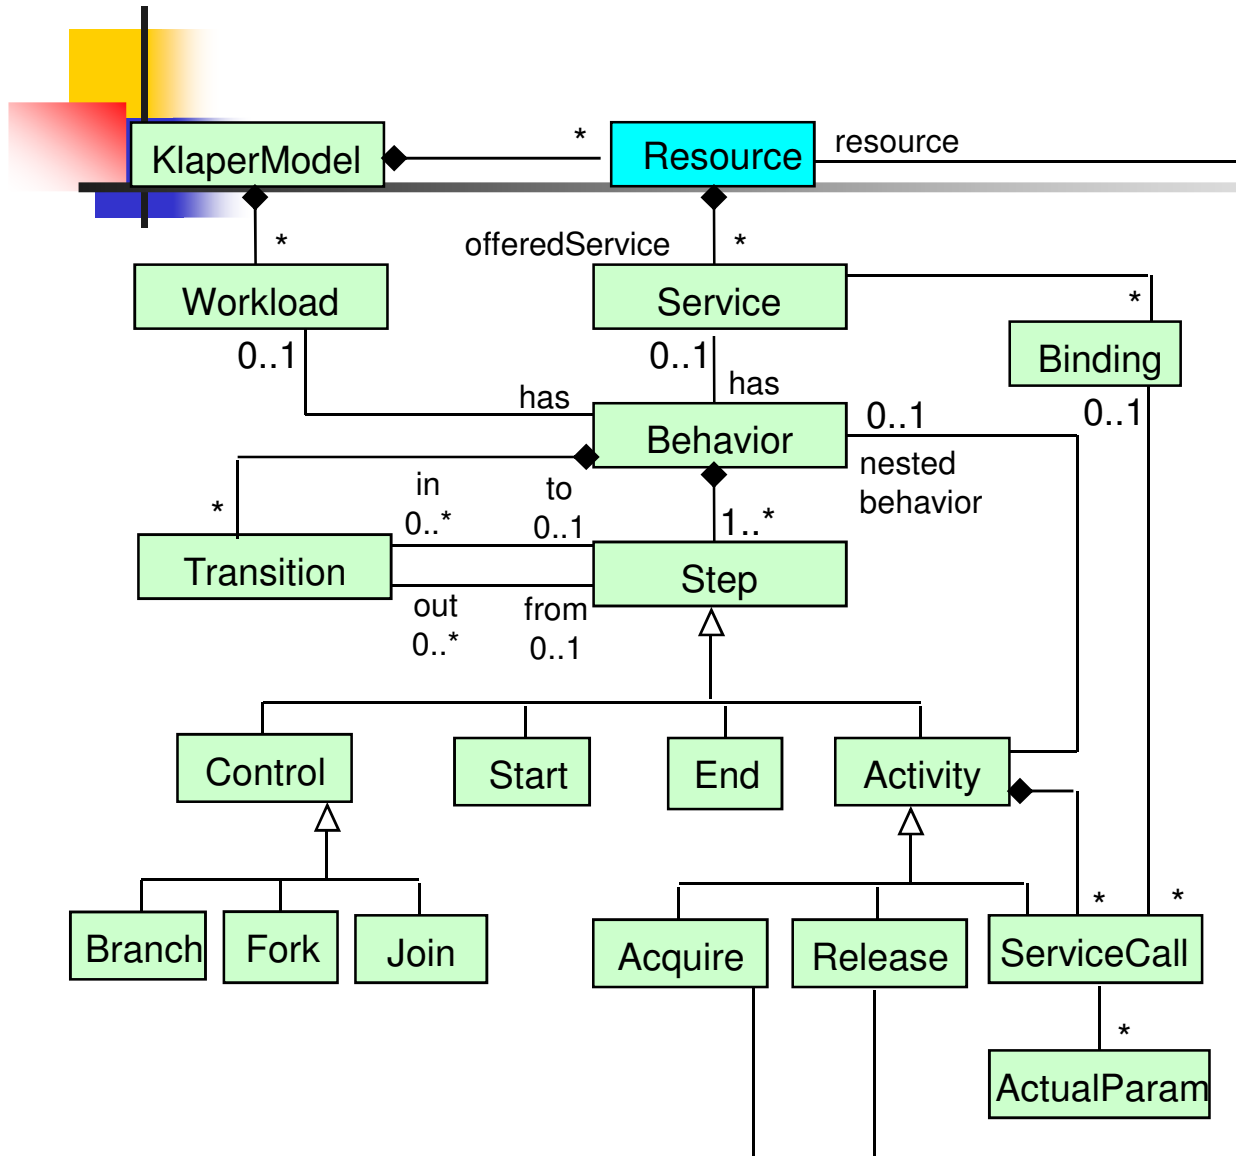 KlaperModel
*
Resource
resource
*
offeredService
*
Workload
Service
*
0..1
0..1
Binding
has
has
0..1
0..1
Behavior
nested
behavior
in
to
*
0..*
0..1
1..*
Transition
Step
out
from
0..*
0..1
Control
Start
End
Activity
*
*
Branch
Fork
Join
Acquire
Release
ServiceCall
*
ActualParam